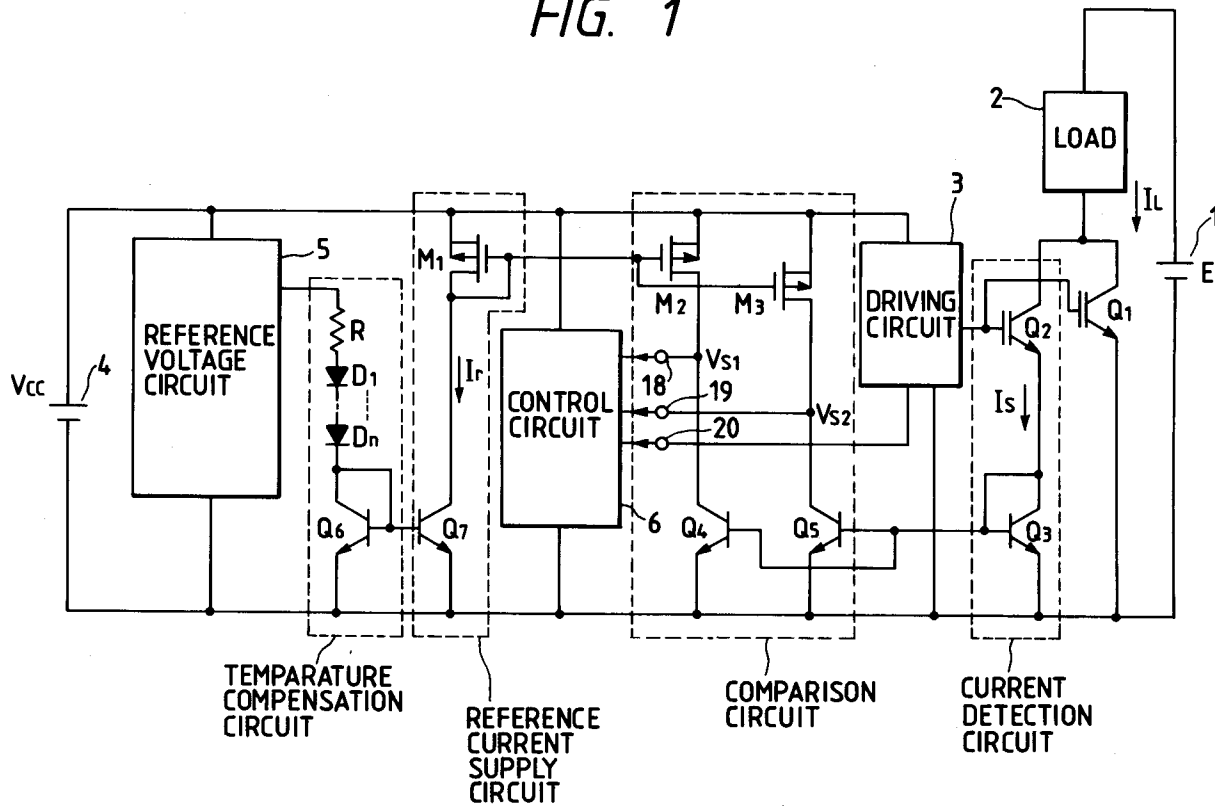 FIG. 1
2
LOAD
IL
1
E
3
DRIVING
CIRCUIT
5
REFERENCE
VOLTAGE
CIRCUIT
4
VCC
R
D1
Dn
M1
M2
M3
Ir
CONTROL
CIRCUIT
6
18
19
20
VS1
VS2
Q2
Q1
IS
Q6
Q7
Q4
Q5
Q3
TEMPARATURE
COMPENSATION
CIRCUIT
REFERENCE
CURRENT
SUPPLY
CIRCUIT
COMPARISON
CIRCUIT
CURRENT
DETECTION
CIRCUIT